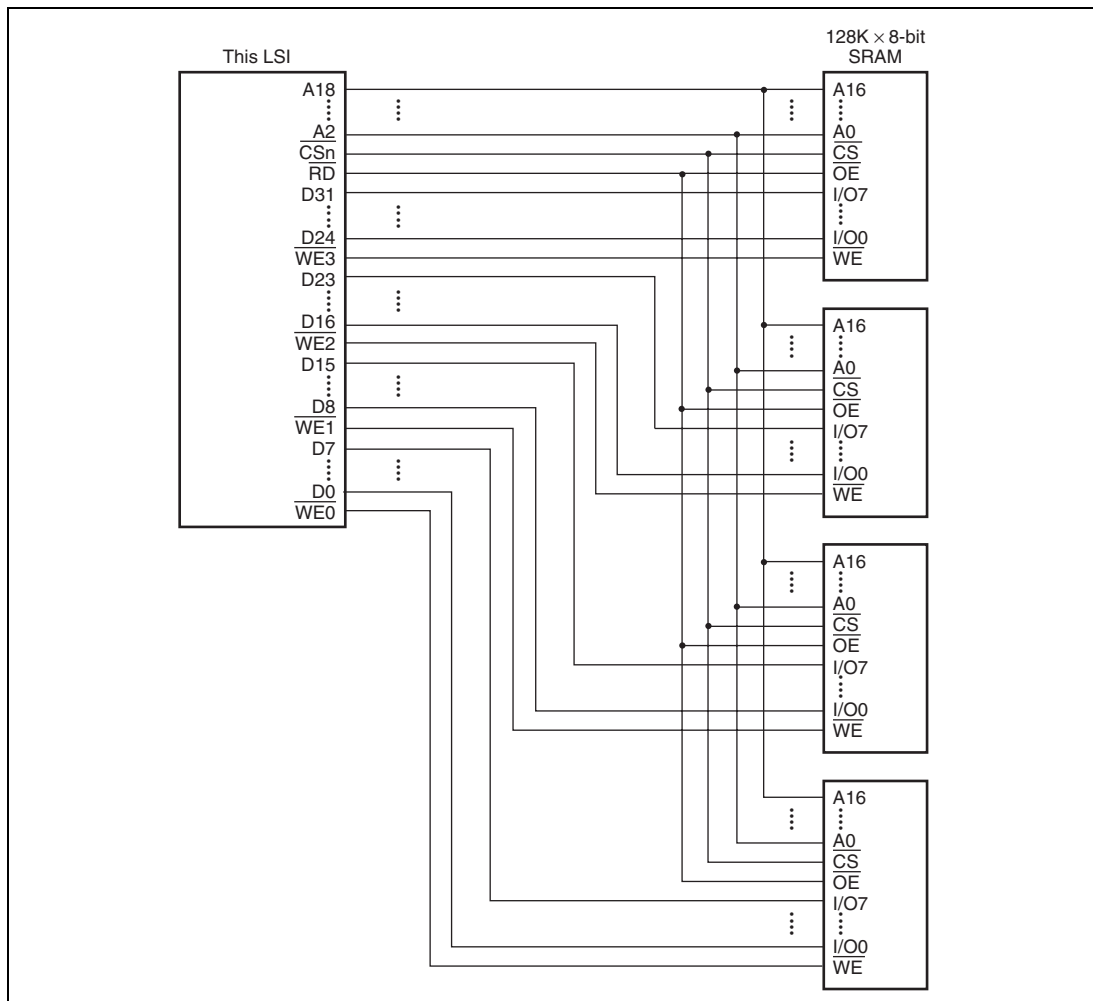 This LSI
A18
A2
CSn
RD
D31
D24
WE3
D23
D16
WE2
D15
D8
WE1
D7
D0
WE0
128K × 8-bit
SRAM
A16
A0
CS
OE
I/O7
I/O0
WE
A16
A0
CS
OE
I/O7
I/O0
WE
A16
A0
CS
OE
I/O7
I/O0
WE
A16
A0
CS
OE
I/O7
I/O0
WE